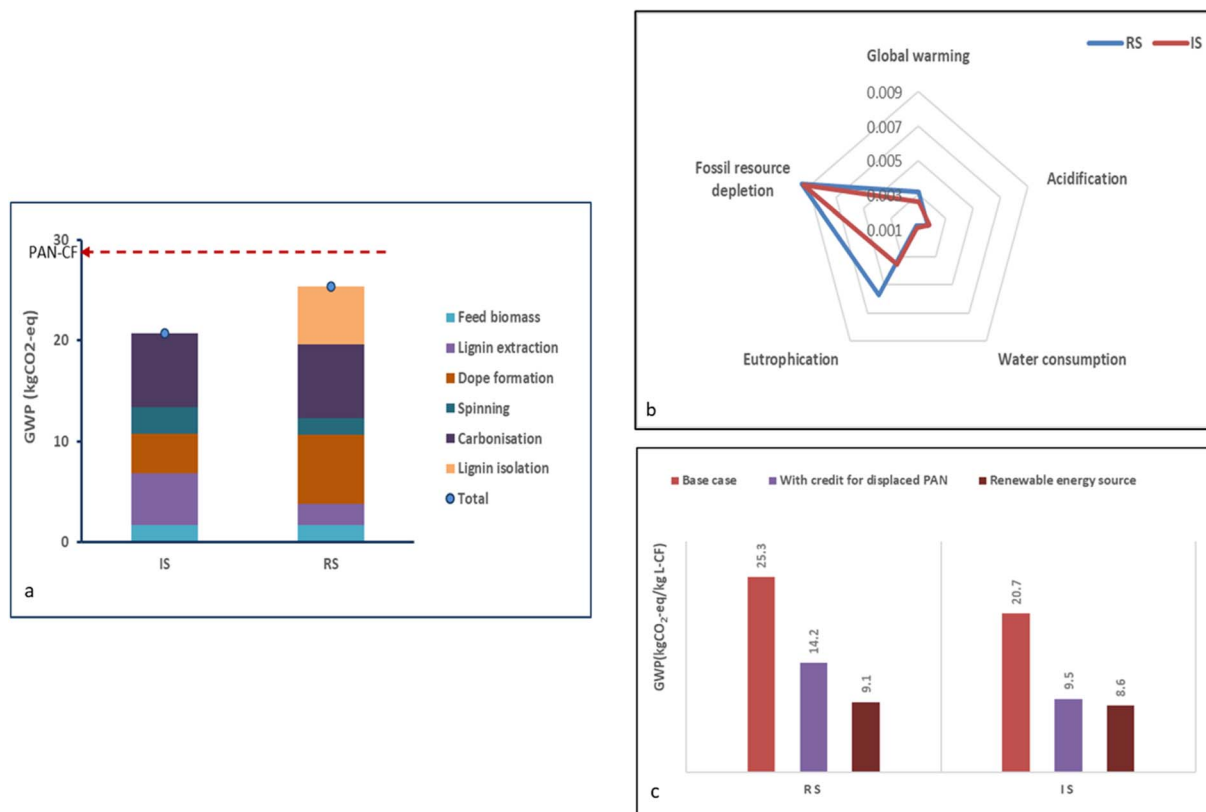 30
PAN-CF
20
10
0
GWP (kgCO2-eq)
IS
RS
Feed biomass
Lignin extraction
Dope formation
Spinning
Carbonisation
Lignin isolation
Total
a
RS
IS
Global warming
0.009
0.007
0.005
0.003
0.001
Fossil resource
depletion
Acidification
Eutrophication
Water consumption
b
Base case
With credit for displaced PAN
Renewable energy source
GWP(kgCO₂-eq/kg L-CF)
25.3
14.2
9.1
20.7
9.5
8.6
RS
IS
c